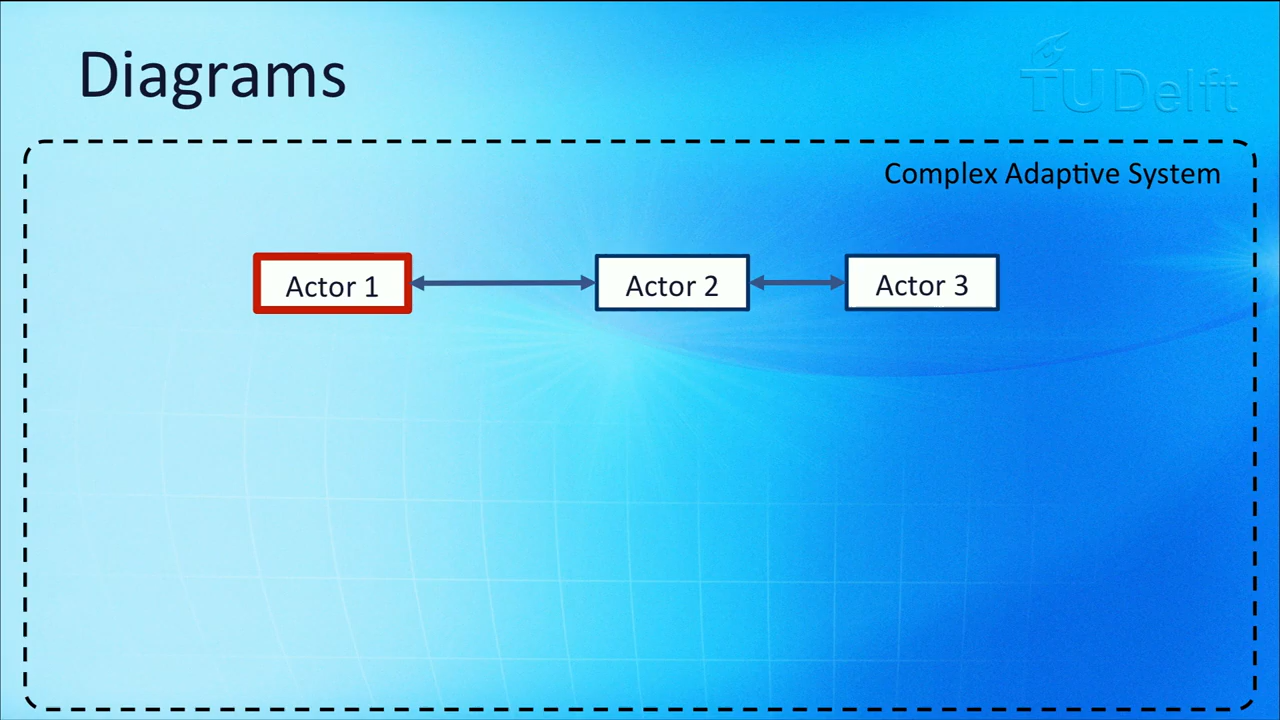 Diagrams
TU Delft
Complex Adaptive System
Actor 1
Actor 2
Actor 3